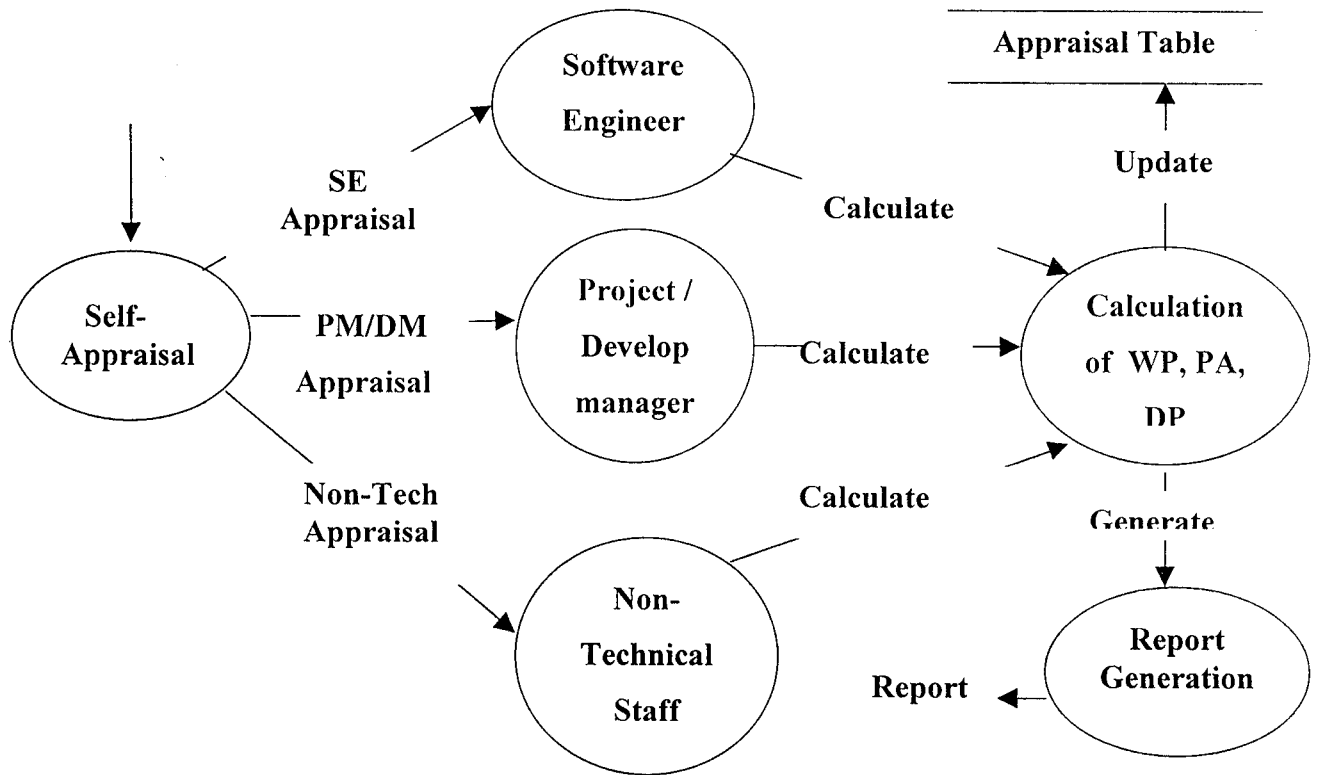 Software
Engineer
Appraisal Table
SE
Appraisal
Update
Calculate
Self-
Appraisal
PM/DM
Appraisal
Project /
Develop
manager
Calculate
Calculation
of WP, PA,
DP
Non-Tech
Appraisal
Calculate
Generate
Non-
Technical
Staff
Report
Report
Generation